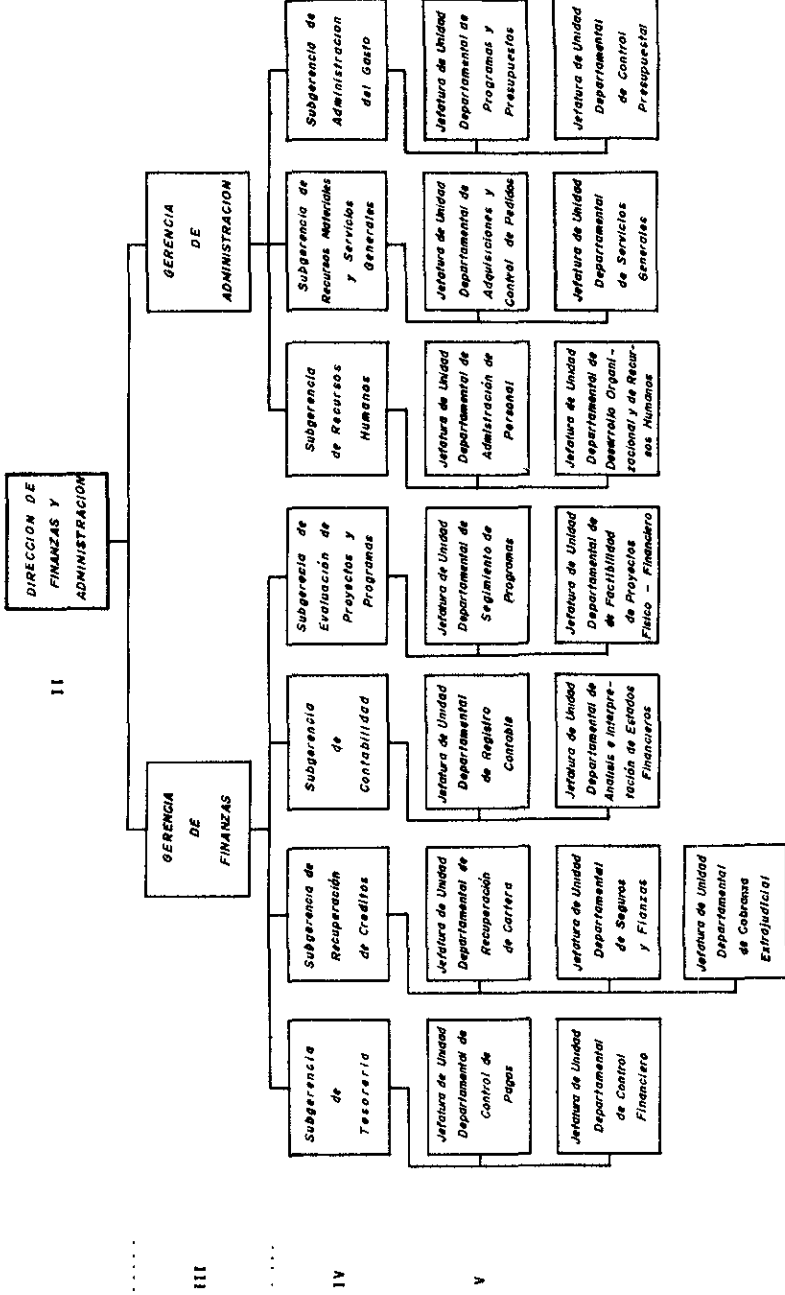 DIRECCION DE
FINANZAS Y
ADMINISTRACION
II
GERENCIA
DE
FINANZAS
GERENCIA
DE
ADMINISTRACION
III
Subgerencia
de
Tesoreria
Subgerencia de
Recuperación
de Creditos
Subgerencia
de
Contabilidad
Subgerecia de
Evaluación de
Proyectos y
Programas
Subgerencia
de Recursos
Humanos
Subgerencia de
Recursos Materiales
y Servicios
Generales
Subgerencia de
Administracion
del Gasto
IV
Jefatura de Unidad
Departamental de
Control de
Pagos
Jefatura de Unidad
Departamental de
Recuperación
de Cartera
Jefatura de Unidad
Departamental
de Registro
Contable
Jefatura de Unidad
Departamental de
Segimiento de
Programas
Jefatura de Unidad
Departamental de
Admistración de
Personal
Jefatura de Unidad
Departamental de
Adquisiciones y
Control de Pedidos
Jefatura de Unidad
Departamental de
Programas y
Presupuestos
V
Jefatura de Unidad
Departamental
de Control
Financiero
Jefatura de Unidad
Departamental
de Seguros
y Fianzas
Jefatura de Unidad
Departamental de
Analisis e Interpre-
tación de Estados
Financieros
Jefatura de Unidad
Departamental de
de Factibilidad
de Proyectos
Fisico - Financiero
Jefatura de Unidad
Departamental de
Desarrollo Organi-
zacional y de Recur-
sos Humanos
Jefatura de Unidad
Departamental
de Servicios
Generales
Jefatura de Unidad
Departamental
de Control
Presupuestal
Jefatura de Unidad
Departamental
de Cobranza
Extrajudicial